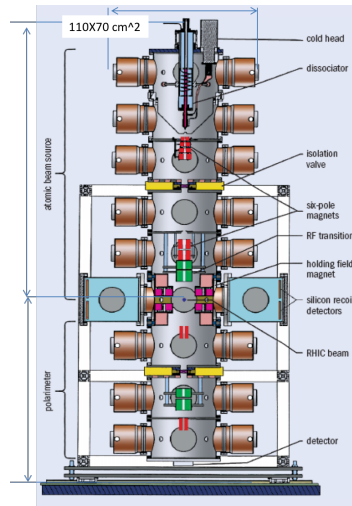 110X70 cm^2
cold head
dissociator
atomic beam source
isolation
valve
six-pole
magnets
RF transition
holding field
magnet
silicon recoi
detectors
RHIC beam
polarimeter
detector